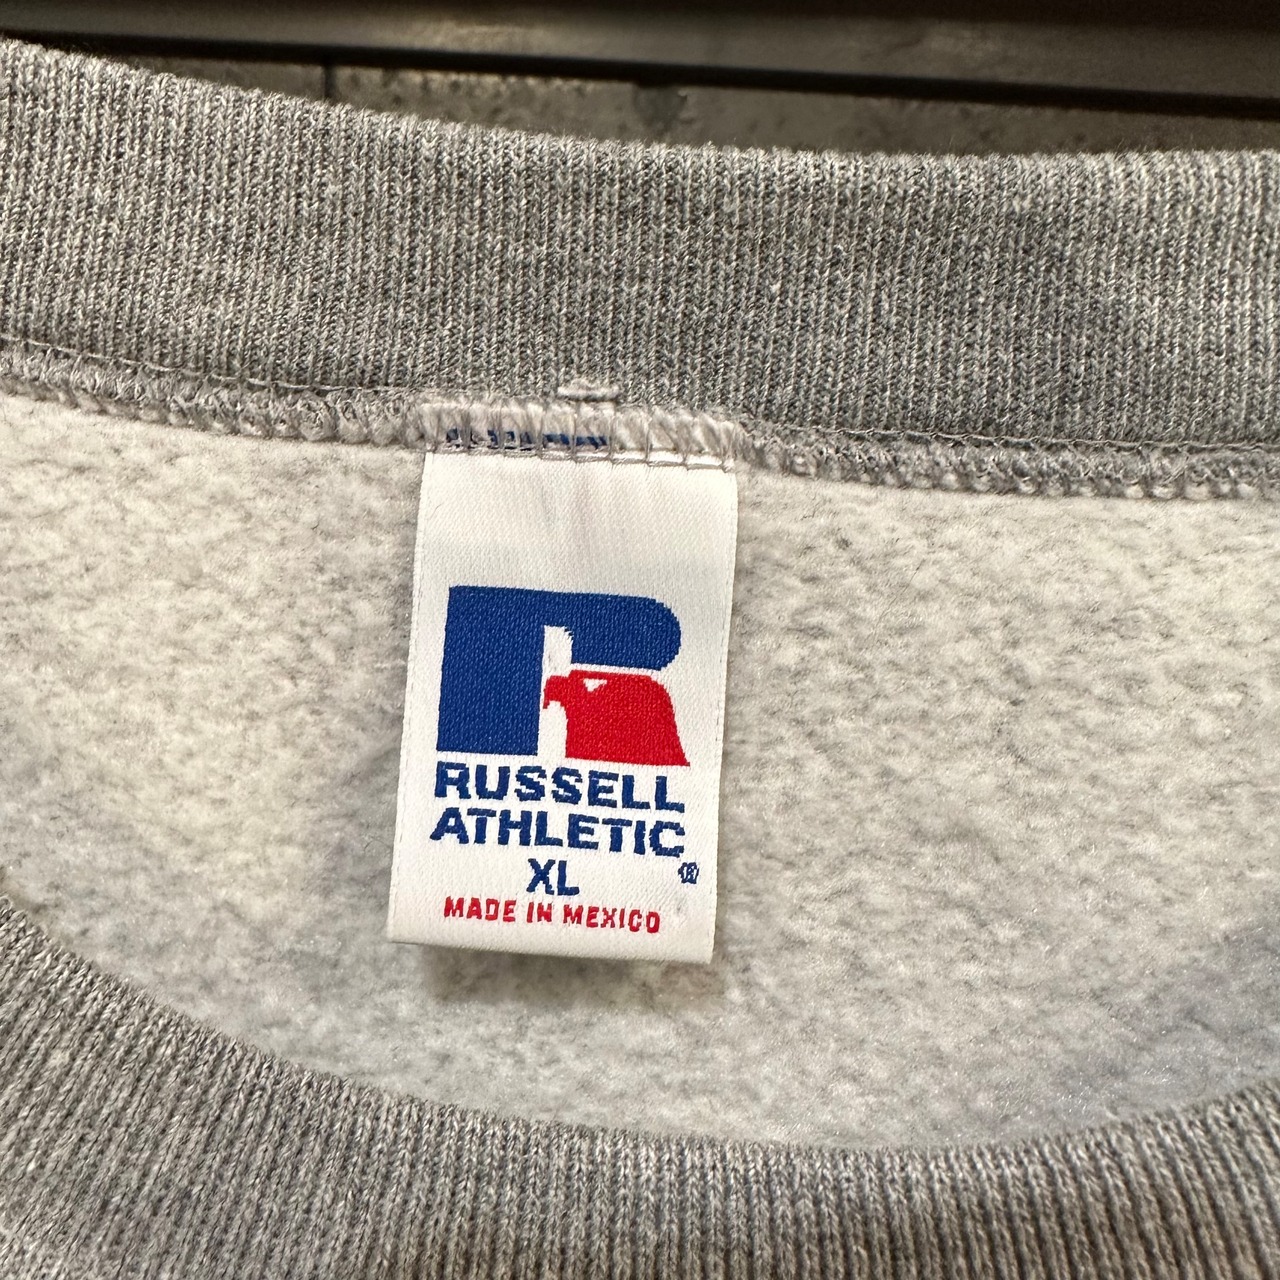 RUSSELL
ATHLETIC
®
XL
MADE IN MEXICO